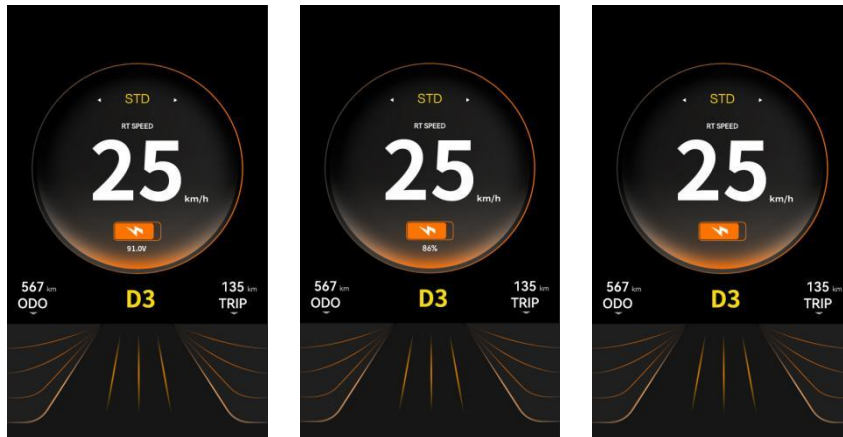 STD
RT SPEED
25 km/h
91.0V
567 km
ODO
D3
135 km
TRIP
STD
RT SPEED
25 km/h
86%
567 km
ODO
D3
135 km
TRIP
STD
RT SPEED
25 km/h
567 km
ODO
D3
135 km
TRIP